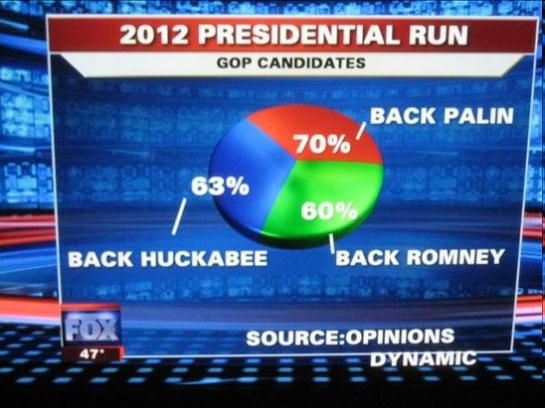 2012 PRESIDENTIAL RUN
GOP CANDIDATES
BACK PALIN
70%
63%
60%
BACK HUCKABEE
BACK ROMNEY
FOX
47°
SOURCE:OPINIONS
DYNAMIC